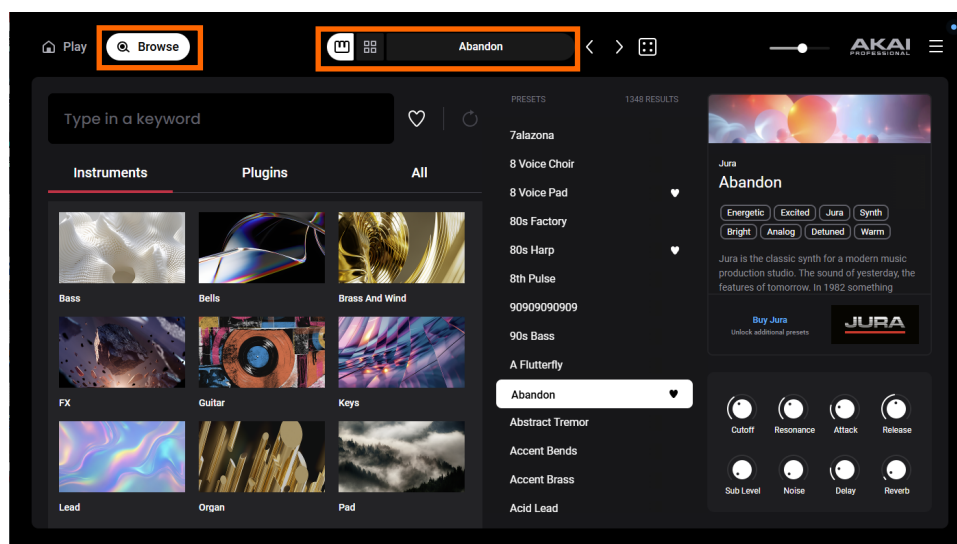 Play
Browse
Abandon
AKAI
PROFESSIONAL
Type in a keyword
Instruments
Plugins
All
Bass
Bells
Brass And Wind
FX
Guitar
Keys
Lead
Organ
Pad
PRESETS
1348 RESULTS
7alazona
8 Voice Choir
8 Voice Pad
80s Factory
80s Harp
8th Pulse
90909090909
90s Bass
A Flutterfly
Abandon
Abstract Tremor
Accent Bends
Accent Brass
Acid Lead
Jura
Abandon
Energetic Excited Jura Synth
Bright Analog Detuned Warm
Jura is the classic synth for a modern music
production studio. The sound of yesterday, the
features of tomorrow. In 1982 something
Buy Jura
Unlock additional presets
JURA
Cutoff Resonance Attack Release
Sub Level Noise Delay Reverb